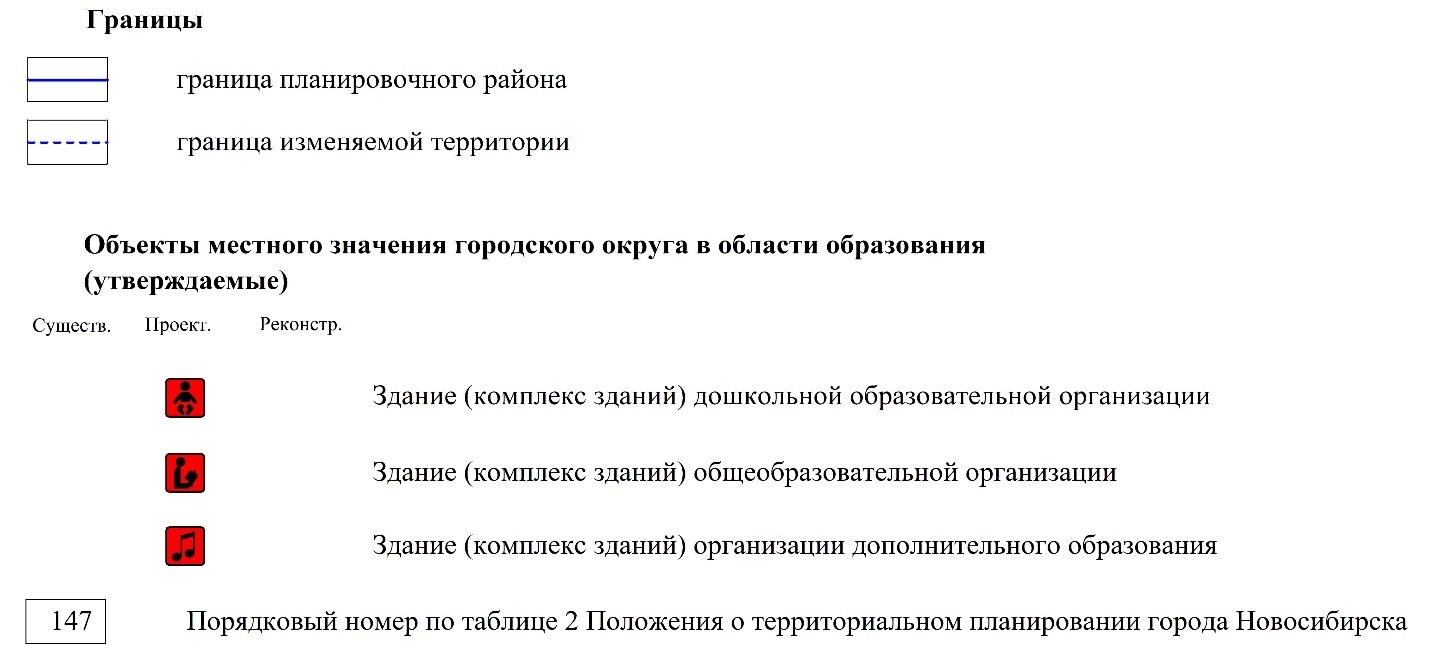 Границы
граница планировочного района
граница изменяемой территории
Объекты местного значения городского округа в области образования
(утверждаемые)
Существ. Проект. Реконстр.
Здание (комплекс зданий) дошкольной образовательной организации
Здание (комплекс зданий) общеобразовательной организации
Здание (комплекс зданий) организации дополнительного образования
147 Порядковый номер по таблице 2 Положения о территориальном планировании города Новосибирска